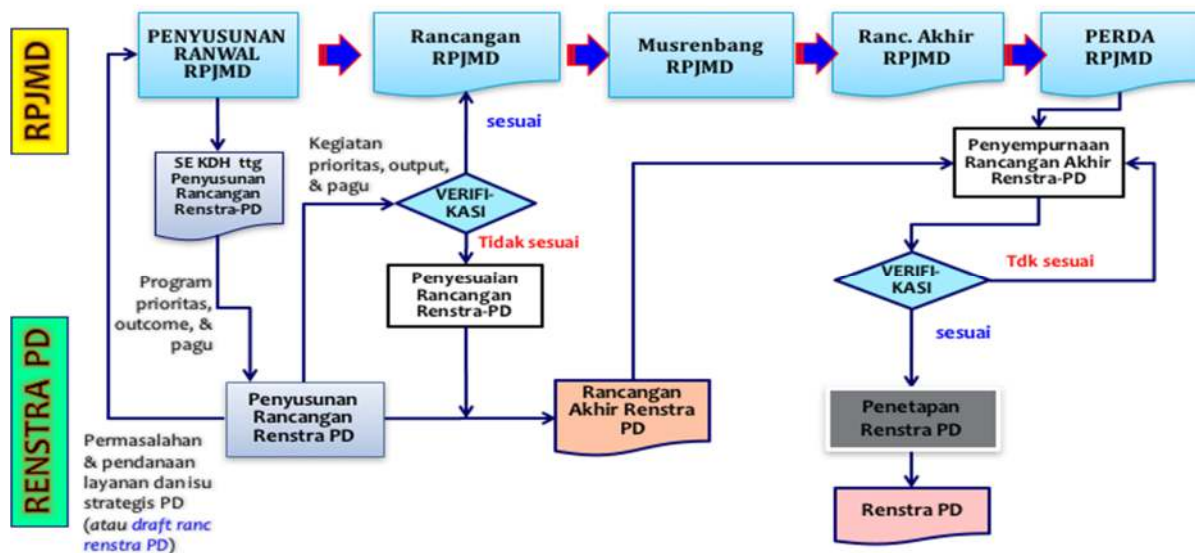 RPJMD
PENYUSUNAN
RANWAL
RPJMD
Rancangan
RPJMD
Musrenbang
RPJMD
Ranc. Akhir
RPJMD
PERDA
RPJMD
SE KDH ttg
Penyusunan
Rancangan
Renstra-PD
Kegiatan
prioritas, output,
& pagu
sesuai
VERIFI-
KASI
Tidak sesuai
Penyesuaian
Rancangan
Renstra-PD
Penyempurnaan
Rancangan Akhir
Renstra-PD
VERIFI-
KASI
Tdk sesuai
sesuai
Program
prioritas,
outcome, &
pagu
RENSTRA PD
Penyusunan
Rancangan
Renstra PD
Rancangan
Akhir Renstra
PD
Penetapan
Renstra PD
Renstra PD
Permasalahan
& pendanaan
layanan dan isu
strategis PD
(atau draft ranc
renstra PD)